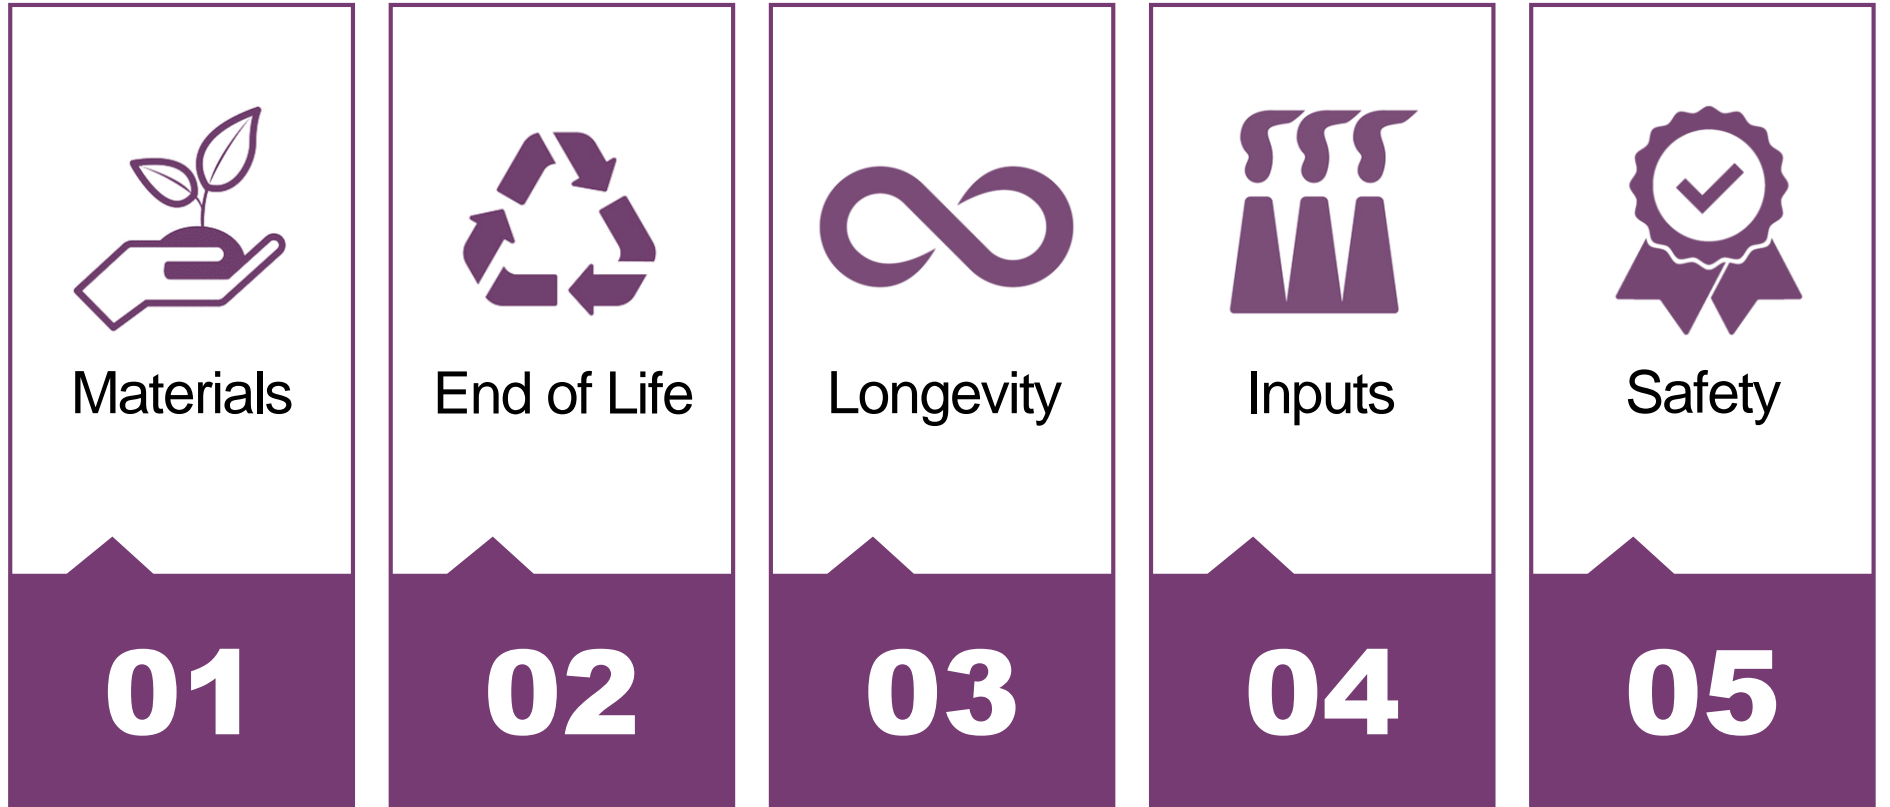 Materials
End of Life
Longevity
Inputs
Safety
01
02
03
04
05